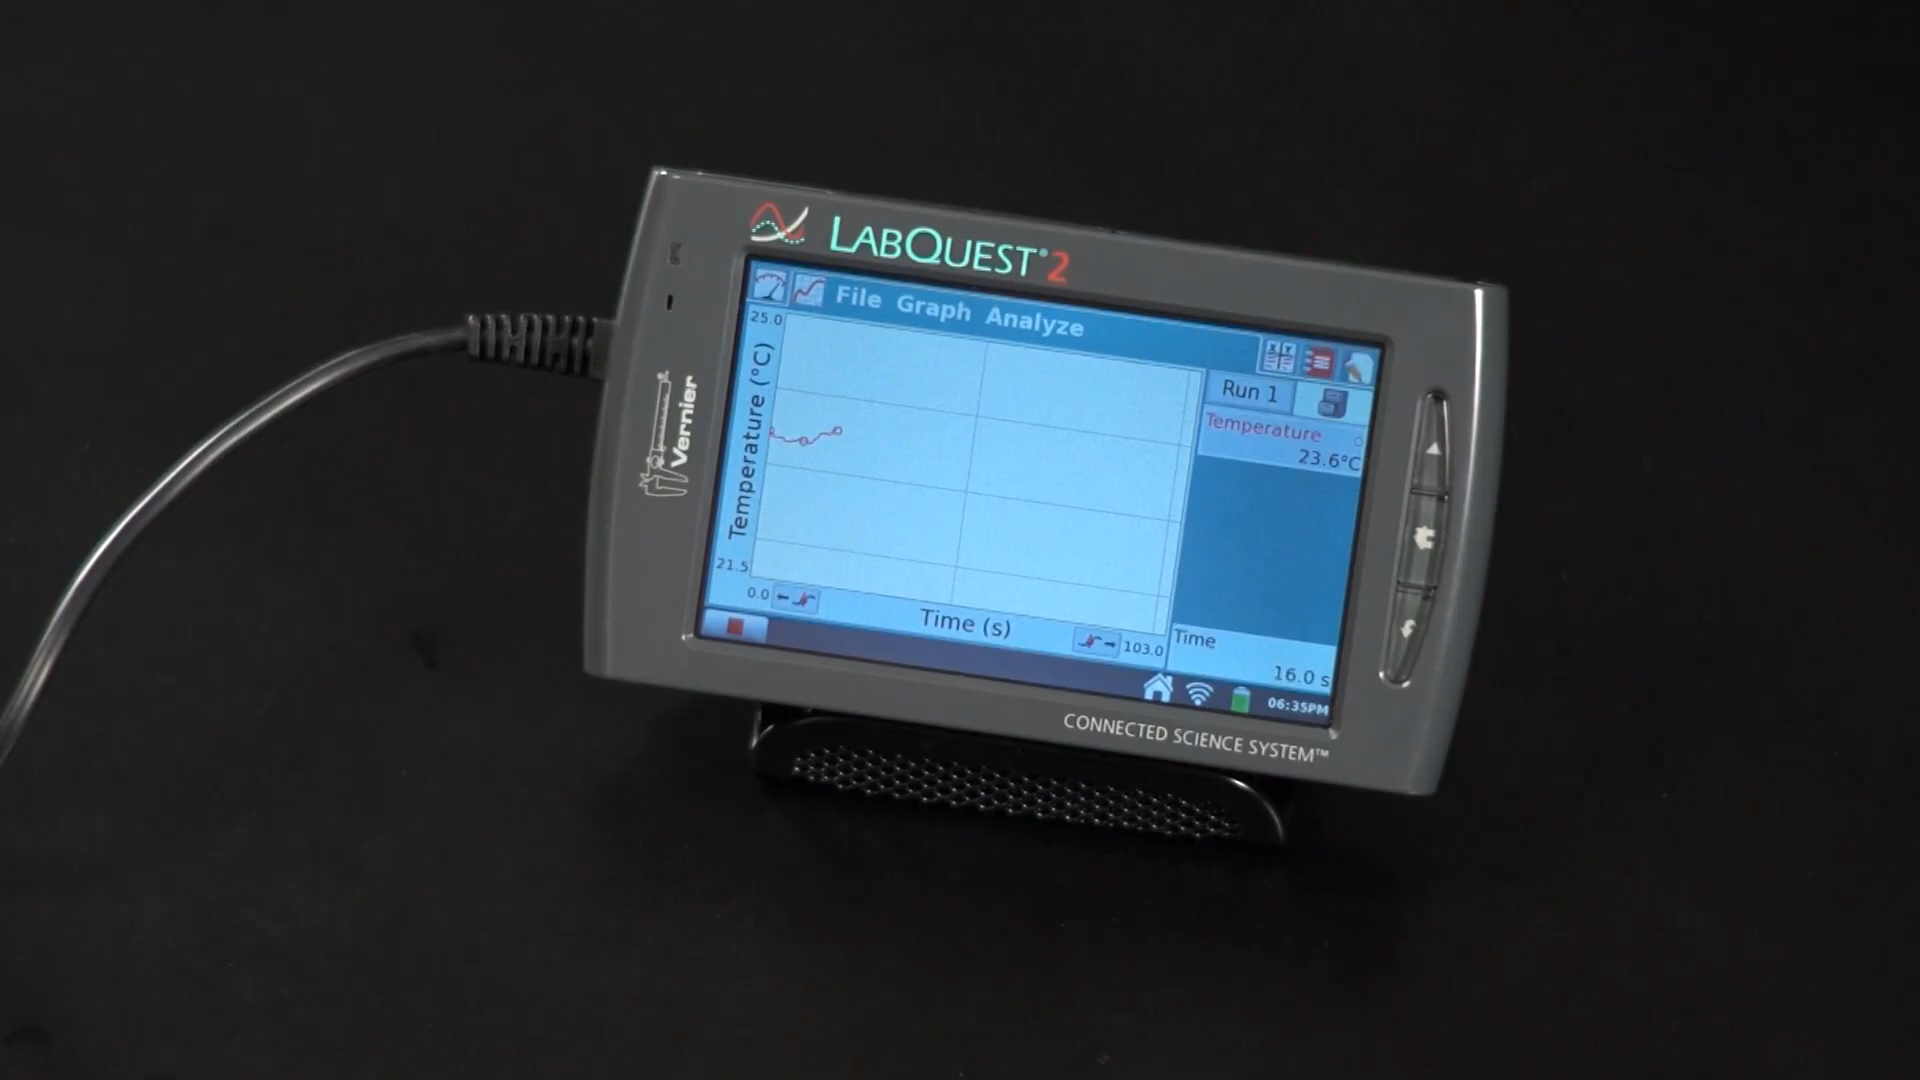 LABQUEST® 2
File Graph Analyze
25.0
Temperature (°C)
21.5
0.0
Time (s)
103.0
Run 1
Temperature
23.6°C
Time
16.0 s
06:35PM
Vernier
CONNECTED SCIENCE SYSTEM™